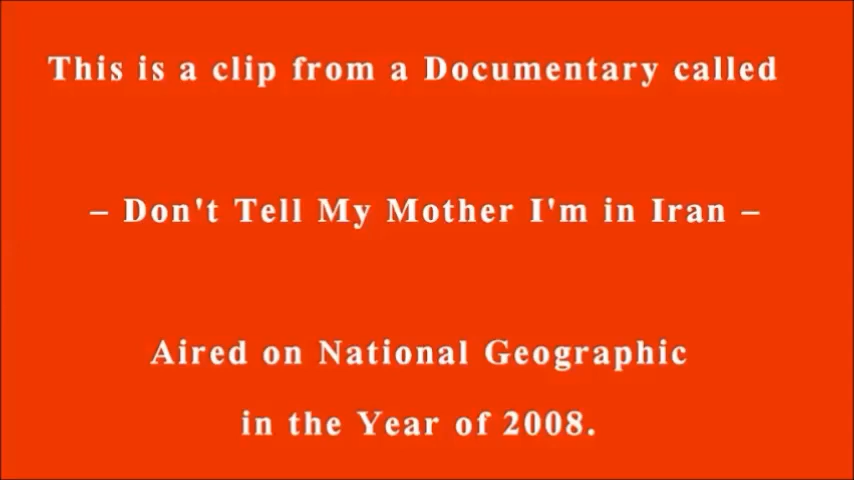 This is a clip from a Documentary called
– Don't Tell My Mother I'm in Iran –
Aired on National Geographic
in the Year of 2008.